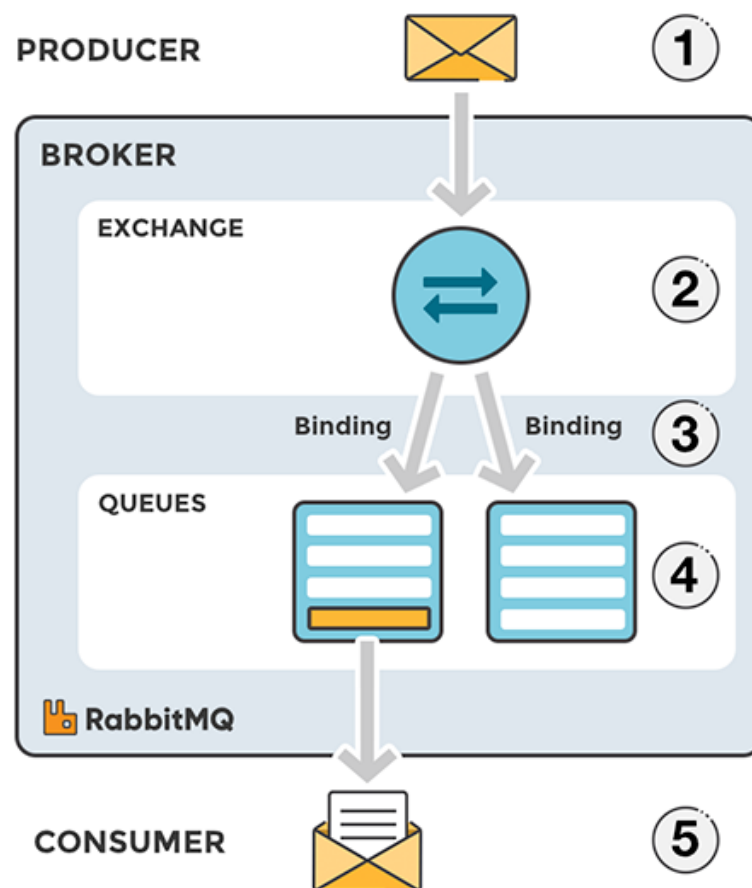 PRODUCER 1
BROKER
EXCHANGE
2
Binding Binding 3
QUEUES
4
RabbitMQ
CONSUMER 5